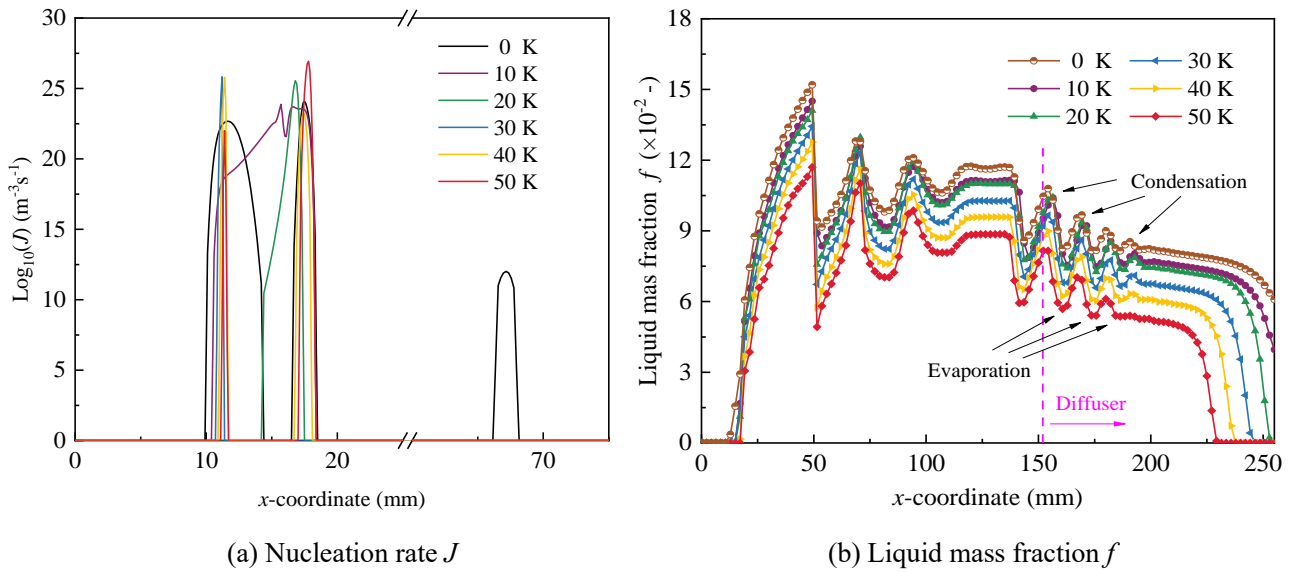 30
25
20
15
10
5
0
0
10
20
70
Log10(J) (m⁻³s⁻¹)
x-coordinate (mm)
0 K
10 K
20 K
30 K
40 K
50 K
(a) Nucleation rate J
18
15
12
9
6
3
0
0
50
100
150
200
250
Liquid mas fraction f (×10⁻² -)
x-coordinate (mm)
0 K
10 K
20 K
30 K
40 K
50 K
Condensation
Evaporation
Diffuser
(b) Liquid mass fraction f